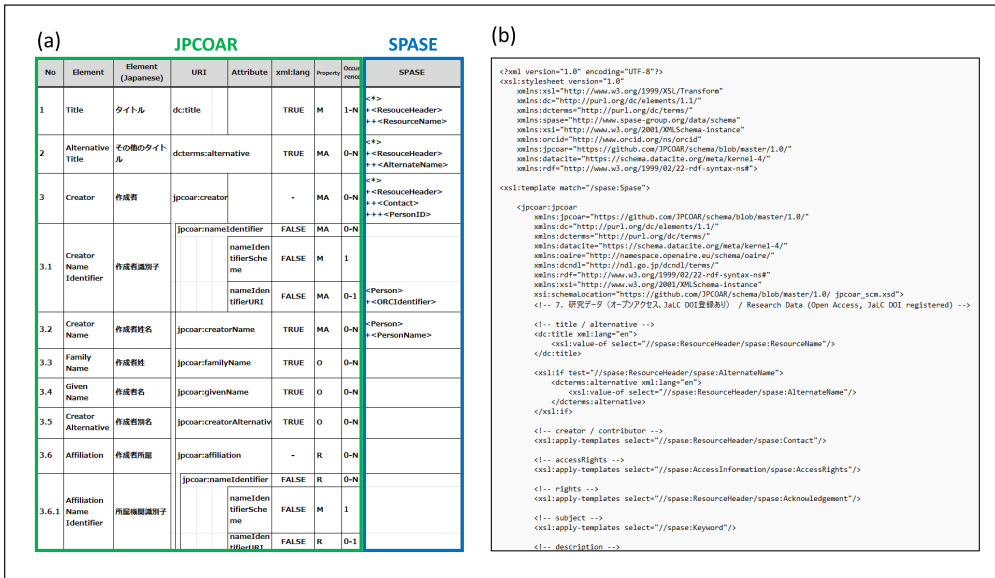 (a)
JPCOAR
SPASE
No Element Element (Japanese) URI Attribute xml:lang Property Occurrence SPASE
1 Title タイトル dc:title TRUE M 1-N <*>
+<ResouceHeader>
++<ResourceName>
2 Alternative Title その他のタイトル dcterms:alternative TRUE MA 0-N <*>
+<ResouceHeader>
++<AlternateName>
3 Creator 作成者 jpcoar:creator - MA 0-N <*>
+<ResouceHeader>
++<Contact>
+++<PersonID>
3.1 Creator Name Identifier 作成者識別子 jpcoar:nameIdentifier FALSE MA 0-N
nameIdentifierScheme FALSE M 1
nameIdentifierURI FALSE MA 0-1 <Person>
+<ORCIdentifier>
3.2 Creator Name 作成者姓名 jpcoar:creatorName TRUE MA 0-N <Person>
+<PersonName>
3.3 Family Name 作成者姓 jpcoar:familyName TRUE O 0-N
3.4 Given Name 作成者名 jpcoar:givenName TRUE O 0-N
3.5 Creator Alternative 作成者別名 jpcoar:creatorAlternativ TRUE O 0-N
3.6 Affiliation 作成者所属 jpcoar:affiliation - R 0-N
3.6.1 Affiliation Name Identifier 所属機関識別子 jpcoar:nameIdentifier FALSE R 0-N
nameIdentifierScheme FALSE M 1
nameIdentifierURI FALSE R 0-1
(b)
<?xml version="1.0" encoding="UTF-8"?>
<xsl:stylesheet version="1.0"
xmlns:xsl="http://www.w3.org/1999/XSL/Transform"
xmlns:dc="http://purl.org/dc/elements/1.1/"
xmlns:dcterms="http://purl.org/dc/terms/"
xmlns:spase="http://www.spase-group.org/data/schema"
xmlns:xsi="http://www.w3.org/2001/XMLSchema-instance"
xmlns:orcid="http://www.orcid.org/ns/orcid"
xmlns:jpcoar="https://github.com/JPCOAR/schema/blob/master/1.0/"
xmlns:datacite="https://schema.datacite.org/meta/kernel-4/"
xmlns:rdf="http://www.w3.org/1999/02/22-rdf-syntax-ns#">
<xsl:template match="/spase:Spase">
<jpcoar:jpcoar
xmlns:jpcoar="https://github.com/JPCOAR/schema/blob/master/1.0/"
xmlns:dc="http://purl.org/dc/elements/1.1/"
xmlns:dcterms="http://purl.org/dc/terms/"
xmlns:datacite="https://schema.datacite.org/meta/kernel-4/"
xmlns:oaire="http://namespace.openaire.eu/schema/oaire/"
xmlns:dcndl="http://ndl.go.jp/dcndl/terms/"
xmlns:rdf="http://www.w3.org/1999/02/22-rdf-syntax-ns#"
xmlns:xsi="http://www.w3.org/2001/XMLSchema-instance"
xsi:schemaLocation="https://github.com/JPCOAR/schema/blob/master/1.0/ jpcoar_scm.xsd">
<!-- 7. 研究データ (オープンアクセス、JaLC DOI登録あり) / Research Data (Open Access, JaLC DOI registered) -->
<!-- title / alternative -->
<dc:title xml:lang="en">
<xsl:value-of select="//spase:ResourceHeader/spase:ResourceName"/>
</dc:title>
<xsl:if test="//spase:ResourceHeader/spase:AlternateName">
<dcterms:alternative xml:lang="en">
<xsl:value-of select="//spase:ResourceHeader/spase:AlternateName"/>
</dcterms:alternative>
</xsl:if>
<!-- creator / contributor -->
<xsl:apply-templates select="//spase:ResourceHeader/spase:Contact"/>
<!-- accessRights -->
<xsl:apply-templates select="//spase:AccessInformation/spase:AccessRights"/>
<!-- rights -->
<xsl:apply-templates select="//spase:ResourceHeader/spase:Acknowledgement"/>
<!-- subject -->
<xsl:apply-templates select="//spase:Keyword"/>
<!-- description -->